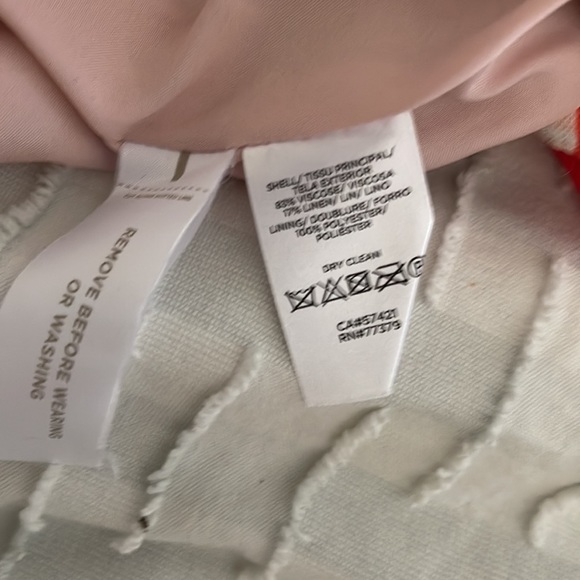 REMOVE BEFORE WEARING
OR WASHING
SHELL/ TISSU PRINCIPAL/
TELA EXTERIOR
83% VISCOSE/ VISCOSA
17% LINEN/ LIN/ LINO
LINING/ DOUBLURE/ FORRO
100% POLYESTER/
POLIÉSTER
DRY CLEAN
CA#57421
RN#77379